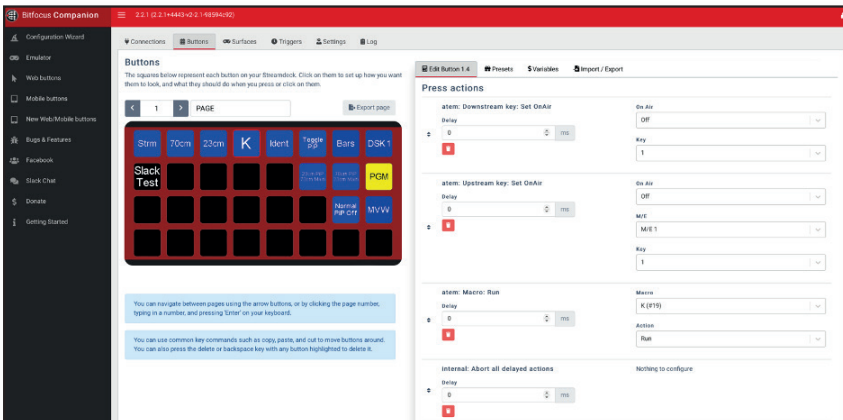 Bitfocus Companion
2.2.1 (2.2.1+4443-v2-2.1-98594c92)
Configuration Wizard
Emulator
Web buttons
Mobile buttons
New Web/Mobile buttons
Bugs & Features
Facebook
Slack Chat
Donate
Getting Started
Connections
Buttons
Surfaces
Triggers
Settings
Log
Buttons
The squares below represent each button on your Streamdeck. Click on them to set up how you want
them to look, and what they should do when you press or click on them.
1
PAGE
Export page
Strm
70cm
23cm
K
Ident
Toggle
PIP
Bars
DSK 1
Slack
Test
PGM
Normal
PIP Off
MVW
You can navigate between pages using the arrow buttons, or by clicking the page number,
typing in a number, and pressing 'Enter' on your keyboard.
You can use common key commands such as copy, paste, and cut to move buttons around.
You can also press the delete or backspace key with any button highlighted to delete it.
Edit Button 1.4
Presets
$ Variables
Import / Export
Press actions
atem: Downstream key: Set OnAir
Delay
0
ms
On Air
Off
Key
1
atem: Upstream key: Set OnAir
Delay
0
ms
On Air
Off
M/E
M/E 1
Key
1
atem: Macro: Run
Delay
0
ms
Macro
K (#19)
Action
Run
internal: Abort all delayed actions
Delay
0
ms
Nothing to configure